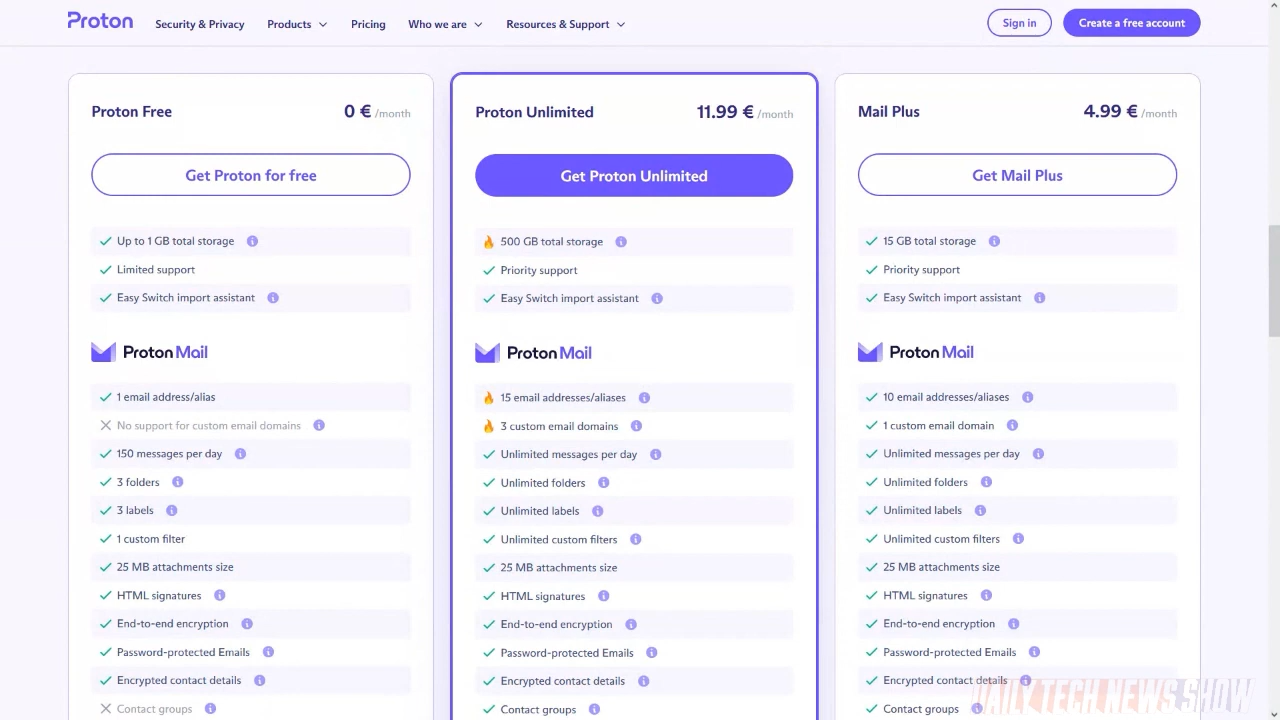 Proton
Security & Privacy
Products
Pricing
Who we are
Resources & Support
Sign in
Create a free account
Proton Free
0 € /month
Get Proton for free
Up to 1 GB total storage
Limited support
Easy Switch import assistant
Proton Mail
1 email address/alias
No support for custom email domains
150 messages per day
3 folders
3 labels
1 custom filter
25 MB attachments size
HTML signatures
End-to-end encryption
Password-protected Emails
Encrypted contact details
Contact groups
Proton Unlimited
11.99 € /month
Get Proton Unlimited
500 GB total storage
Priority support
Easy Switch import assistant
Proton Mail
15 email addresses/aliases
3 custom email domains
Unlimited messages per day
Unlimited folders
Unlimited labels
Unlimited custom filters
25 MB attachments size
HTML signatures
End-to-end encryption
Password-protected Emails
Encrypted contact details
Contact groups
Mail Plus
4.99 € /month
Get Mail Plus
15 GB total storage
Priority support
Easy Switch import assistant
Proton Mail
10 email addresses/aliases
1 custom email domain
Unlimited messages per day
Unlimited folders
Unlimited labels
Unlimited custom filters
25 MB attachments size
HTML signatures
End-to-end encryption
Password-protected Emails
Encrypted contact details
Contact groups
DAILY TECH NEWS SHOW